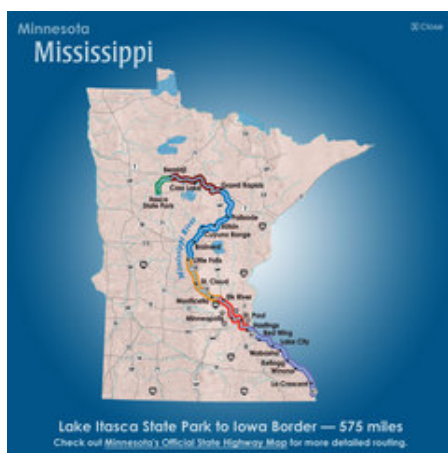 Minnesota
Close
Mississippi
Bemidji
Cass Lake
Grand Rapids
Itasca
State Park
Palisade
Aitkin
Cuyuna Range
Mississippi River
Brainerd
Little Falls
St. Cloud
Monticello
Elk River
Minneapolis
St. Paul
Hastings
Red Wing
Lake City
Wabasha
Kellogg
Winona
La Crescent
Lake Itasca State Park to Iowa Border — 575 miles
Check out Minnesota's Official State Highway Map for more detailed routing.